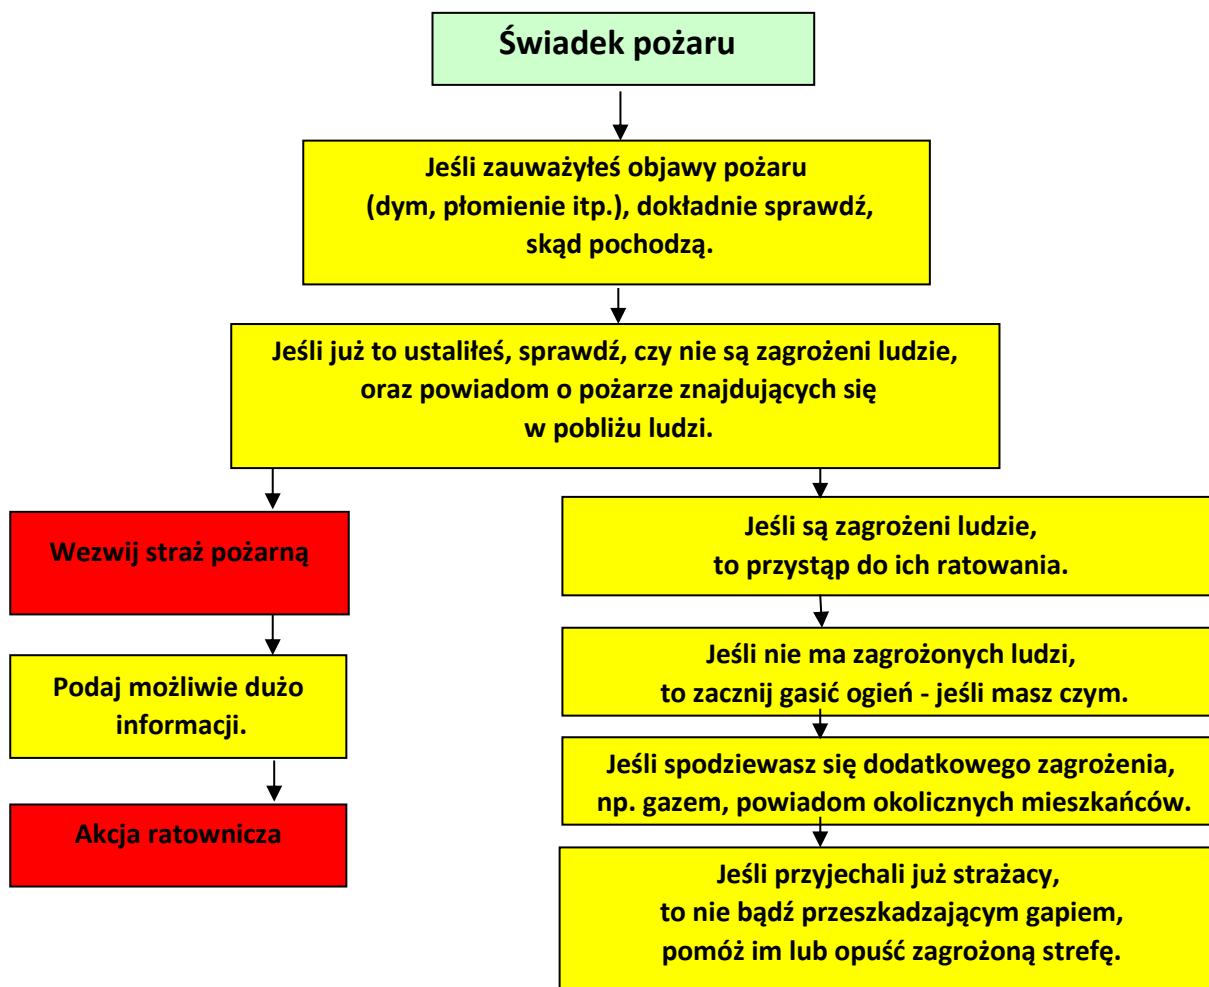 Świadek pożaru
Jeśli zauważyłeś objawy pożaru
(dym, płomienie itp.), dokładnie sprawdź,
skąd pochodzą.
Jeśli już to ustaliłeś, sprawdź, czy nie są zagrożeni ludzie,
oraz powiadom o pożarze znajdujących się
w pobliżu ludzi.
Wezwij straż pożarną
Podaj możliwie dużo
informacji.
Akcja ratownicza
Jeśli są zagrożeni ludzie,
to przystąp do ich ratowania.
Jeśli nie ma zagrożonych ludzi,
to zacznij gasić ogień - jeśli masz czym.
Jeśli spodziewasz się dodatkowego zagrożenia,
np. gazem, powiadom okolicznych mieszkańców.
Jeśli przyjechali już strażacy,
to nie bądź przeszkadzającym gapiem,
pomóż im lub opuść zagrożoną strefę.